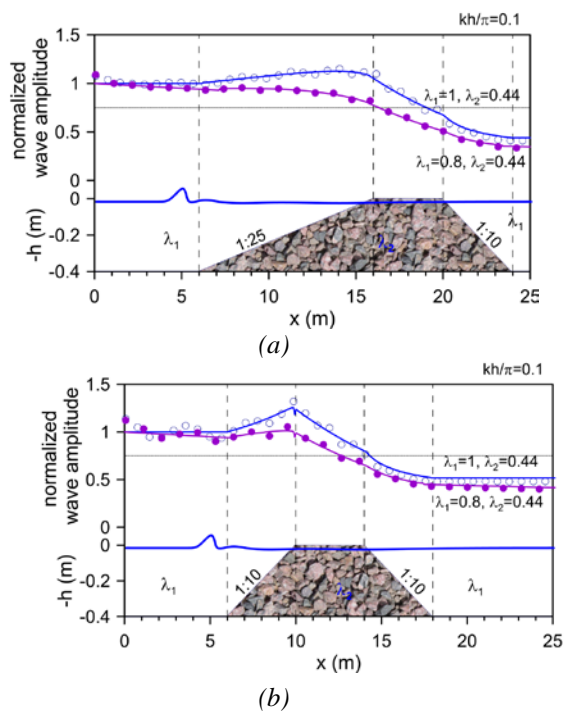 kh/π=0.1
normalized
wave amplitude
1.5
1
0.5
0
λ₁=1, λ₂=0.44
λ₁=0.8, λ₂=0.44
-h (m)
0
-0.2
-0.4
λ₁
1:25
λ₂
1:10
λ₁
0 5 10 15 20 25
x (m)
(a)
kh/π=0.1
normalized
wave amplitude
1.5
1
0.5
0
λ₁=1, λ₂=0.44
λ₁=0.8, λ₂=0.44
-h (m)
0
-0.2
-0.4
λ₁
1:10
λ₂
1:10
λ₁
0 5 10 15 20 25
x (m)
(b)